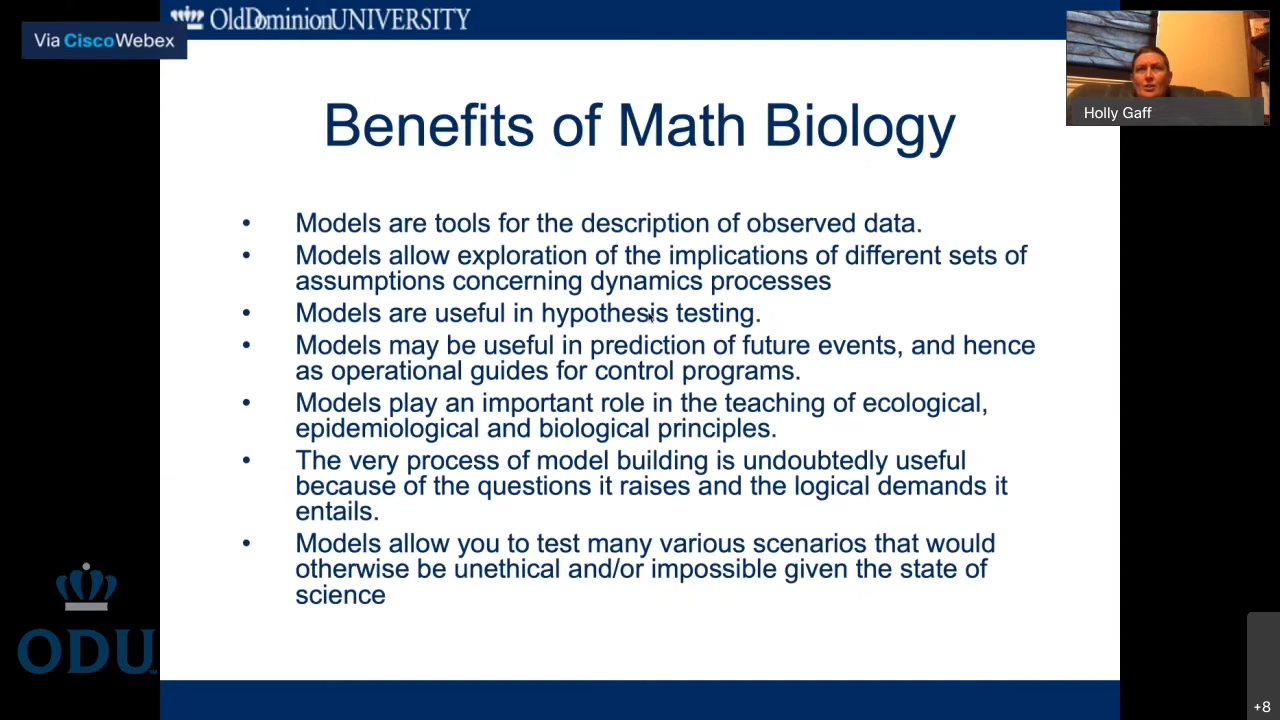 OldDominionUNIVERSITY
Via CiscoWebex
Holly Gaff
Benefits of Math Biology
• Models are tools for the description of observed data.
• Models allow exploration of the implications of different sets of
assumptions concerning dynamics processes
• Models are useful in hypothesis testing.
• Models may be useful in prediction of future events, and hence
as operational guides for control programs.
• Models play an important role in the teaching of ecological,
epidemiological and biological principles.
• The very process of model building is undoubtedly useful
because of the questions it raises and the logical demands it
entails.
• Models allow you to test many various scenarios that would
otherwise be unethical and/or impossible given the state of
science
ODU
+8